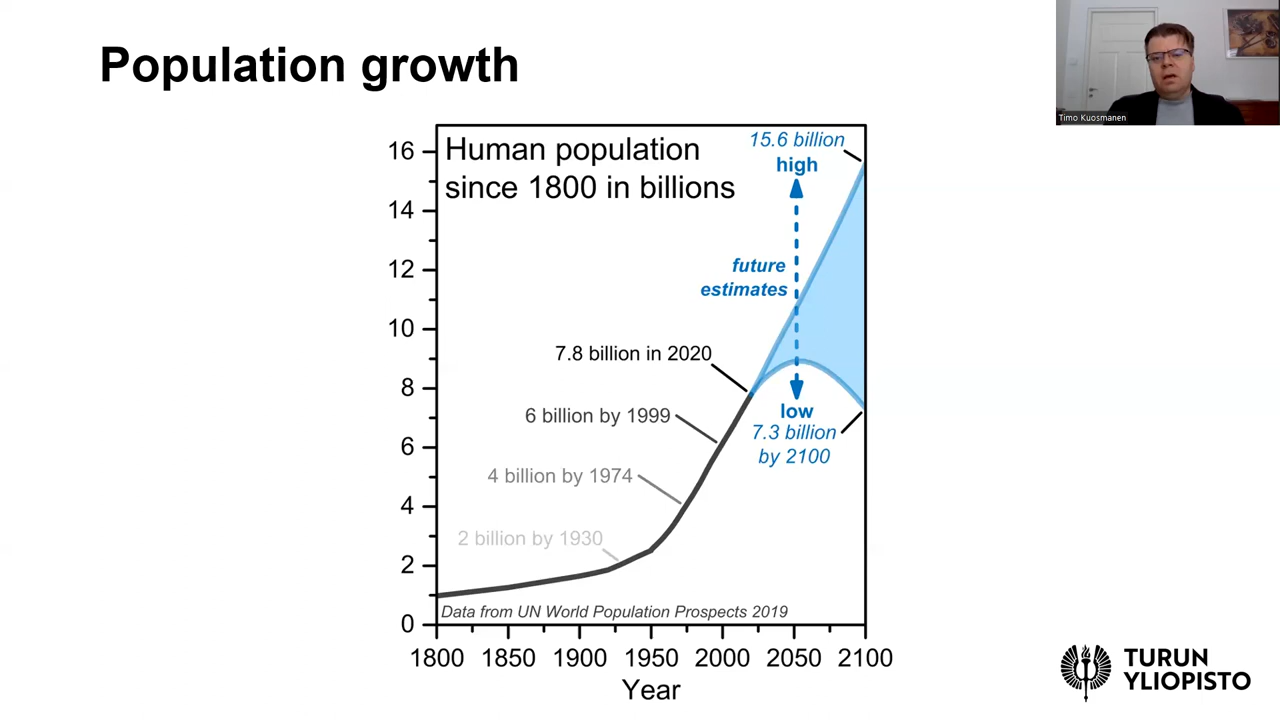 Population growth
Timo Kuosmanen
Human population
since 1800 in billions
15.6 billion
high
future
estimates
7.8 billion in 2020
6 billion by 1999
4 billion by 1974
2 billion by 1930
low
7.3 billion
by 2100
Data from UN World Population Prospects 2019
16
14
12
10
8
6
4
2
0
1800 1850 1900 1950 2000 2050 2100
Year
TURUN
YLIOPISTO